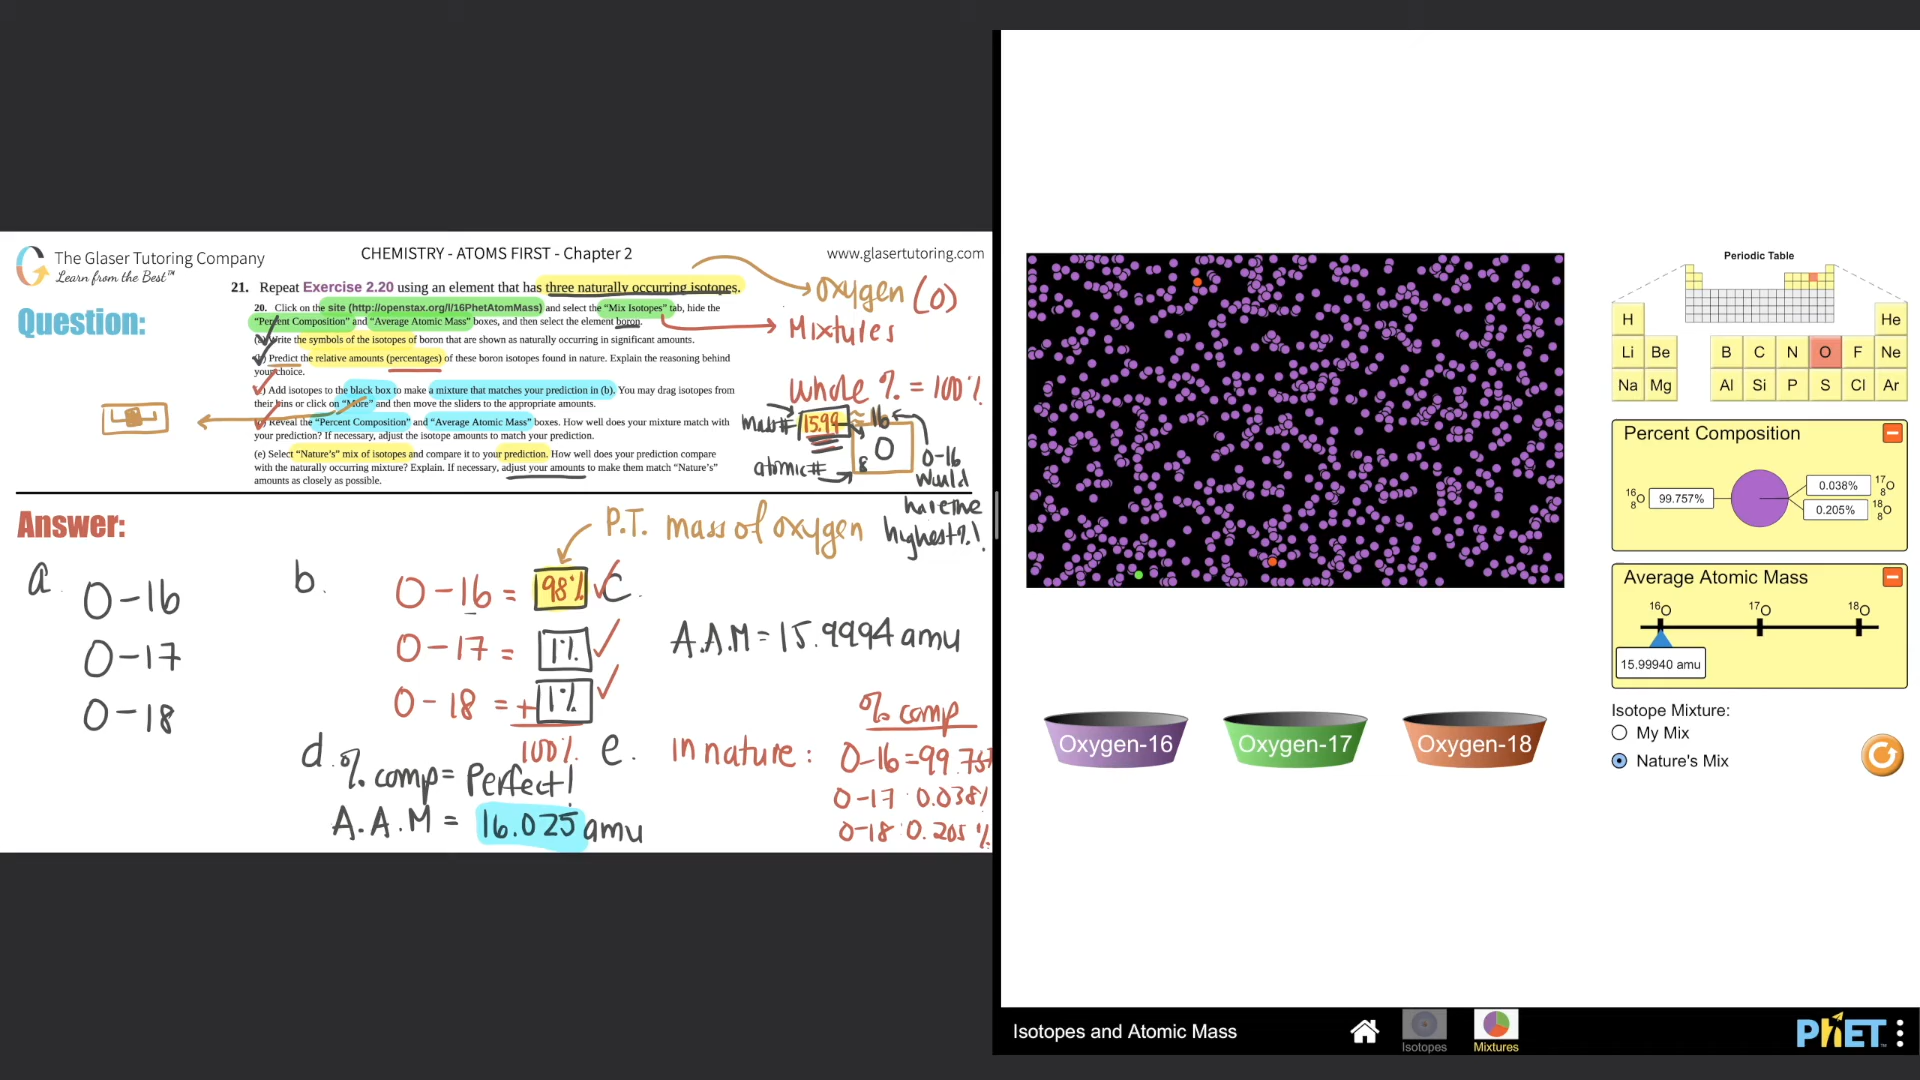 The Glaser Tutoring Company
Learn from the Best™
CHEMISTRY - ATOMS FIRST - Chapter 2
www.glasertutoring.com
Question:
21. Repeat Exercise 2.20 using an element that has three naturally occurring isotopes.
20. Click on the site (http://openstax.org/l/16PhetAtomMass) and select the “Mix Isotopes” tab, hide the
“Percent Composition” and “Average Atomic Mass” boxes, and then select the element boron.
(a) Write the symbols of the isotopes of boron that are shown as naturally occurring in significant amounts.
(b) Predict the relative amounts (percentages) of these boron isotopes found in nature. Explain the reasoning behind
your choice.
(c) Add isotopes to the black box to make a mixture that matches your prediction in (b). You may drag isotopes from
their bins or click on “More” and then move the sliders to the appropriate amounts.
Reveal the “Percent Composition” and “Average Atomic Mass” boxes. How well does your mixture match with
your prediction? If necessary, adjust the isotope amounts to match your prediction.
(e) Select “Nature’s” mix of isotopes and compare it to your prediction. How well does your prediction compare
with the naturally occurring mixture? Explain. If necessary, adjust your amounts to make them match “Nature’s”
amounts as closely as possible.
oxygen (O)
Mixtures
whole % = 100%
mass# 15.99 ≈ 16
O
atomic# 8
O-16
would
have the
highest %!
Answer:
P.T. mass of oxygen
a.
O-16
O-17
O-18
b.
O-16 = 98%
O-17 = 1%
O-18 = + 1%
100%
c.
A.A.M = 15.9994 amu
d. % comp = Perfect!
A.A.M = 16.025 amu
e. in nature:
% comp
O-16=99.757
O-17: 0.038%
O-18: 0.205%
Periodic Table
H He
Li Be B C N O F Ne
Na Mg Al Si P S Cl Ar
Percent Composition
16 8 O 99.757%
0.038% 17 8 O
0.205% 18 8 O
Average Atomic Mass
16O 17O 18O
15.99940 amu
Isotope Mixture:
My Mix
Nature's Mix
Oxygen-16
Oxygen-17
Oxygen-18
Isotopes and Atomic Mass
Isotopes
Mixtures
PhET